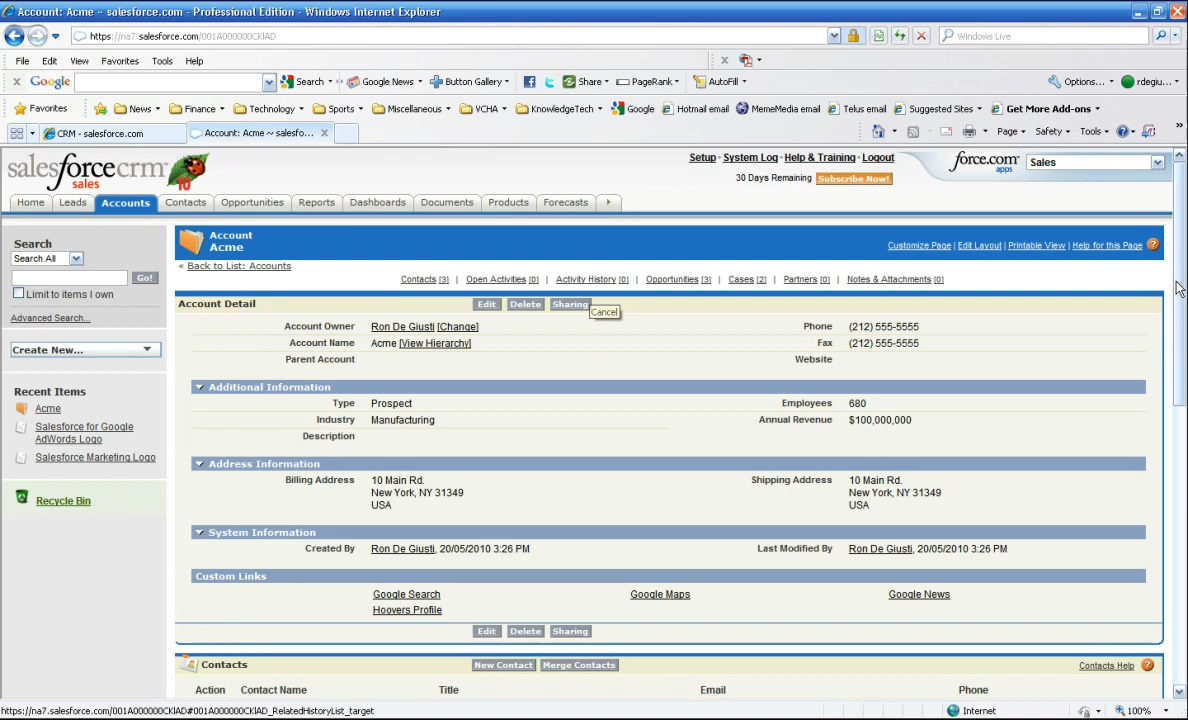 Account: Acme ~ salesforce.com - Professional Edition - Windows Internet Explorer
https://na7.salesforce.com/001A000000CKlAD
Windows Live
File Edit View Favorites Tools Help
Google Search Google News Button Gallery Share PageRank AutoFill Options... rdegiu...
Favorites News Finance Technology Sports Miscellaneous VCHA KnowledgeTech Google Hotmail email MemeMedia email Telus email Suggested Sites Get More Add-ons
CRM - salesforce.com Account: Acme ~ salesfo... X Page Safety Tools
salesforcecrm
sales
10
Setup · System Log · Help & Training · Logout
30 Days Remaining Subscribe Now!
force.com
apps
Sales
Home Leads Accounts Contacts Opportunities Reports Dashboards Documents Products Forecasts
Search
Search All
Go!
Limit to items I own
Advanced Search...
Create New...
Recent Items
Acme
Salesforce for Google
AdWords Logo
Salesforce Marketing Logo
Recycle Bin
Account
Acme
Customize Page | Edit Layout | Printable View | Help for this Page
« Back to List: Accounts
Contacts [3] | Open Activities [0] | Activity History [0] | Opportunities [3] | Cases [2] | Partners [0] | Notes & Attachments [0]
Account Detail Edit Delete Sharing
Cancel
Account Owner Ron De Giusti [Change] Phone (212) 555-5555
Account Name Acme [View Hierarchy] Fax (212) 555-5555
Parent Account Website
Additional Information
Type Prospect Employees 680
Industry Manufacturing Annual Revenue $100,000,000
Description
Address Information
Billing Address 10 Main Rd. Shipping Address 10 Main Rd.
New York, NY 31349 New York, NY 31349
USA USA
System Information
Created By Ron De Giusti, 20/05/2010 3:26 PM Last Modified By Ron De Giusti, 20/05/2010 3:26 PM
Custom Links
Google Search Google Maps Google News
Hoovers Profile
Edit Delete Sharing
Contacts New Contact Merge Contacts Contacts Help
Action Contact Name Title Email Phone
https://na7.salesforce.com/001A000000CKlAD#001A000000CKlAD_RelatedHistoryList_target Internet 100%